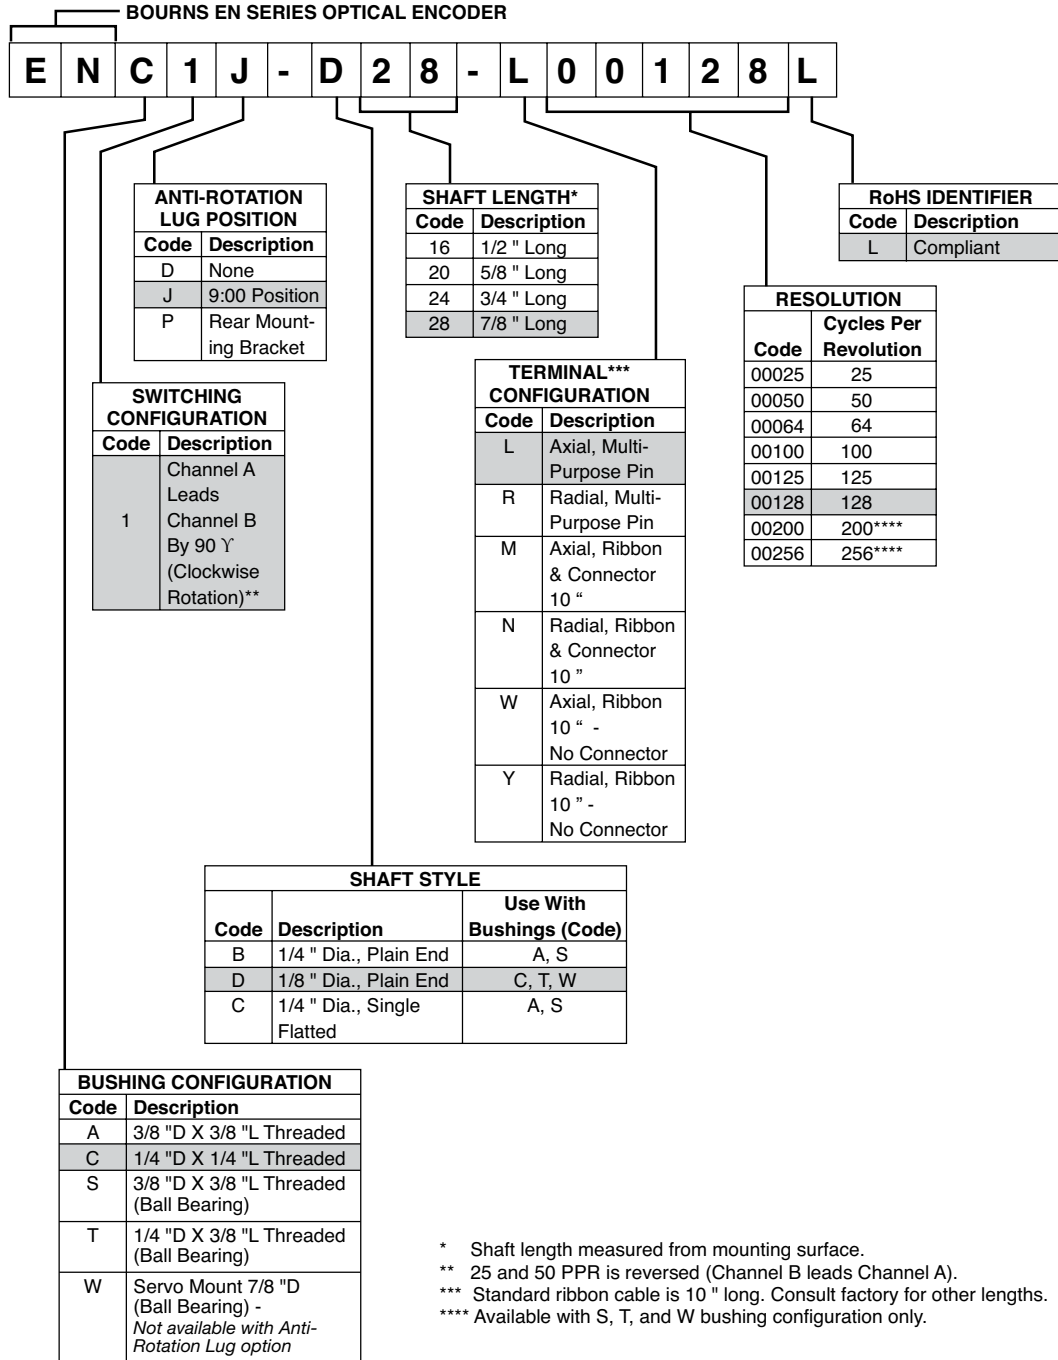 BOURNS EN SERIES OPTICAL ENCODER
E N C 1 J - D 2 8 - L 0 0 1 2 8 L
ANTI-ROTATION
LUG POSITION
Code Description
D None
J 9:00 Position
P Rear Mount-
ing Bracket
SHAFT LENGTH*
Code Description
16 1/2 " Long
20 5/8 " Long
24 3/4 " Long
28 7/8 " Long
RoHS IDENTIFIER
Code Description
L Compliant
RESOLUTION
Cycles Per
Code Revolution
00025 25
00050 50
00064 64
00100 100
00125 125
00128 128
00200 200****
00256 256****
SWITCHING
CONFIGURATION
Code Description
Channel A
Leads
1 Channel B
By 90 ϒ
(Clockwise
Rotation)**
TERMINAL***
CONFIGURATION
Code Description
L Axial, Multi-
Purpose Pin
R Radial, Multi-
Purpose Pin
M Axial, Ribbon
& Connector
10 “
N Radial, Ribbon
& Connector
10 ”
W Axial, Ribbon
10 “ -
No Connector
Y Radial, Ribbon
10 ” -
No Connector
SHAFT STYLE
Use With
Code Description Bushings (Code)
B 1/4 " Dia., Plain End A, S
D 1/8 " Dia., Plain End C, T, W
C 1/4 " Dia., Single A, S
Flatted
BUSHING CONFIGURATION
Code Description
A 3/8 "D X 3/8 "L Threaded
C 1/4 "D X 1/4 "L Threaded
S 3/8 "D X 3/8 "L Threaded
(Ball Bearing)
T 1/4 "D X 3/8 "L Threaded
(Ball Bearing)
W Servo Mount 7/8 "D
(Ball Bearing) -
Not available with Anti-
Rotation Lug option
* Shaft length measured from mounting surface.
** 25 and 50 PPR is reversed (Channel B leads Channel A).
*** Standard ribbon cable is 10 " long. Consult factory for other lengths.
**** Available with S, T, and W bushing configuration only.